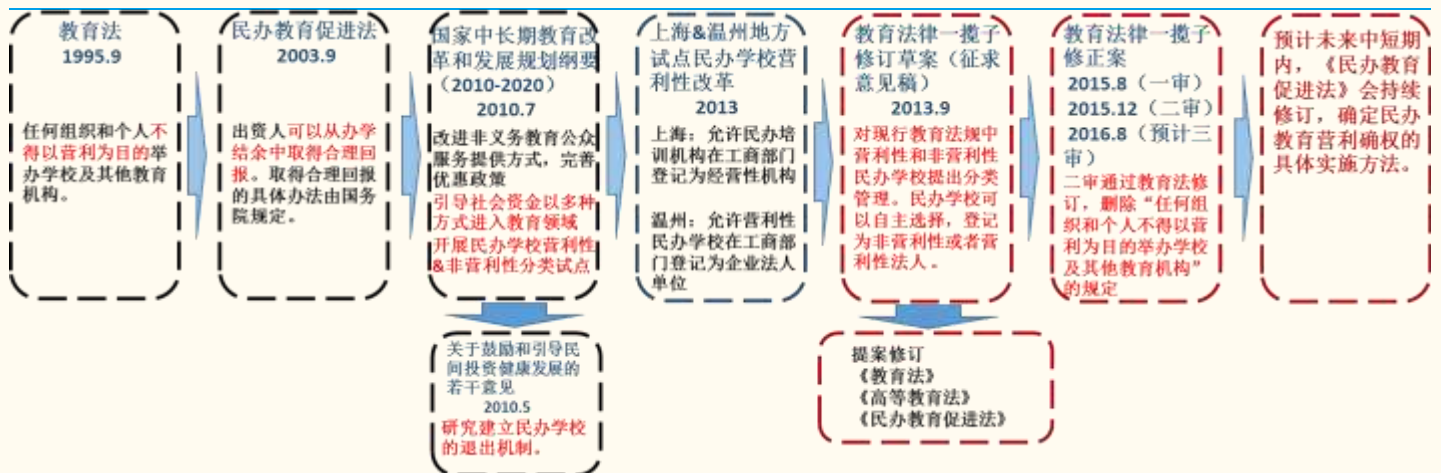 教育法
1995.9
任何组织和个人不
得以营利为目的举
办学校及其他教育
机构。
民办教育促进法
2003.9
出资人可以从办学
结余中取得合理回
报。取得合理回报
的具体办法由国务
院规定。
国家中长期教育改
革和发展规划纲要
（2010-2020）
2010.7
改进非义务教育公众
服务提供方式，完善
优惠政策
引导社会资金以多种
方式进入教育领域
开展民办学校营利性
&非营利性分类试点
关于鼓励和引导民
间投资健康发展的
若干意见
2010.5
研究建立民办学校
的退出机制。
上海&温州地方
试点民办学校营
利性改革
2013
上海：允许民办培
训机构在工商部门
登记为经营性机构
温州：允许营利性
民办学校在工商部
门登记为企业法人
单位
教育法律一揽子
修订草案（征求
意见稿）
2013.9
对现行教育法规中
营利性和非营利性
民办学校提出分类
管理。民办学校可
以自主选择，登记
为非营利性或者营
利性法人。
提案修订
《教育法》
《高等教育法》
《民办教育促进法》
教育法律一揽子
修正案
2015.8（一审）
2015.12（二审）
2016.8（预计三
审）
二审通过教育法修
订，删除“任何组
织和个人不得以营
利为目的举办学校
及其他教育机构”
的规定
预计未来中短期
内，《民办教育
促进法》会持续
修订，确定民办
教育营利确权的
具体实施方法。